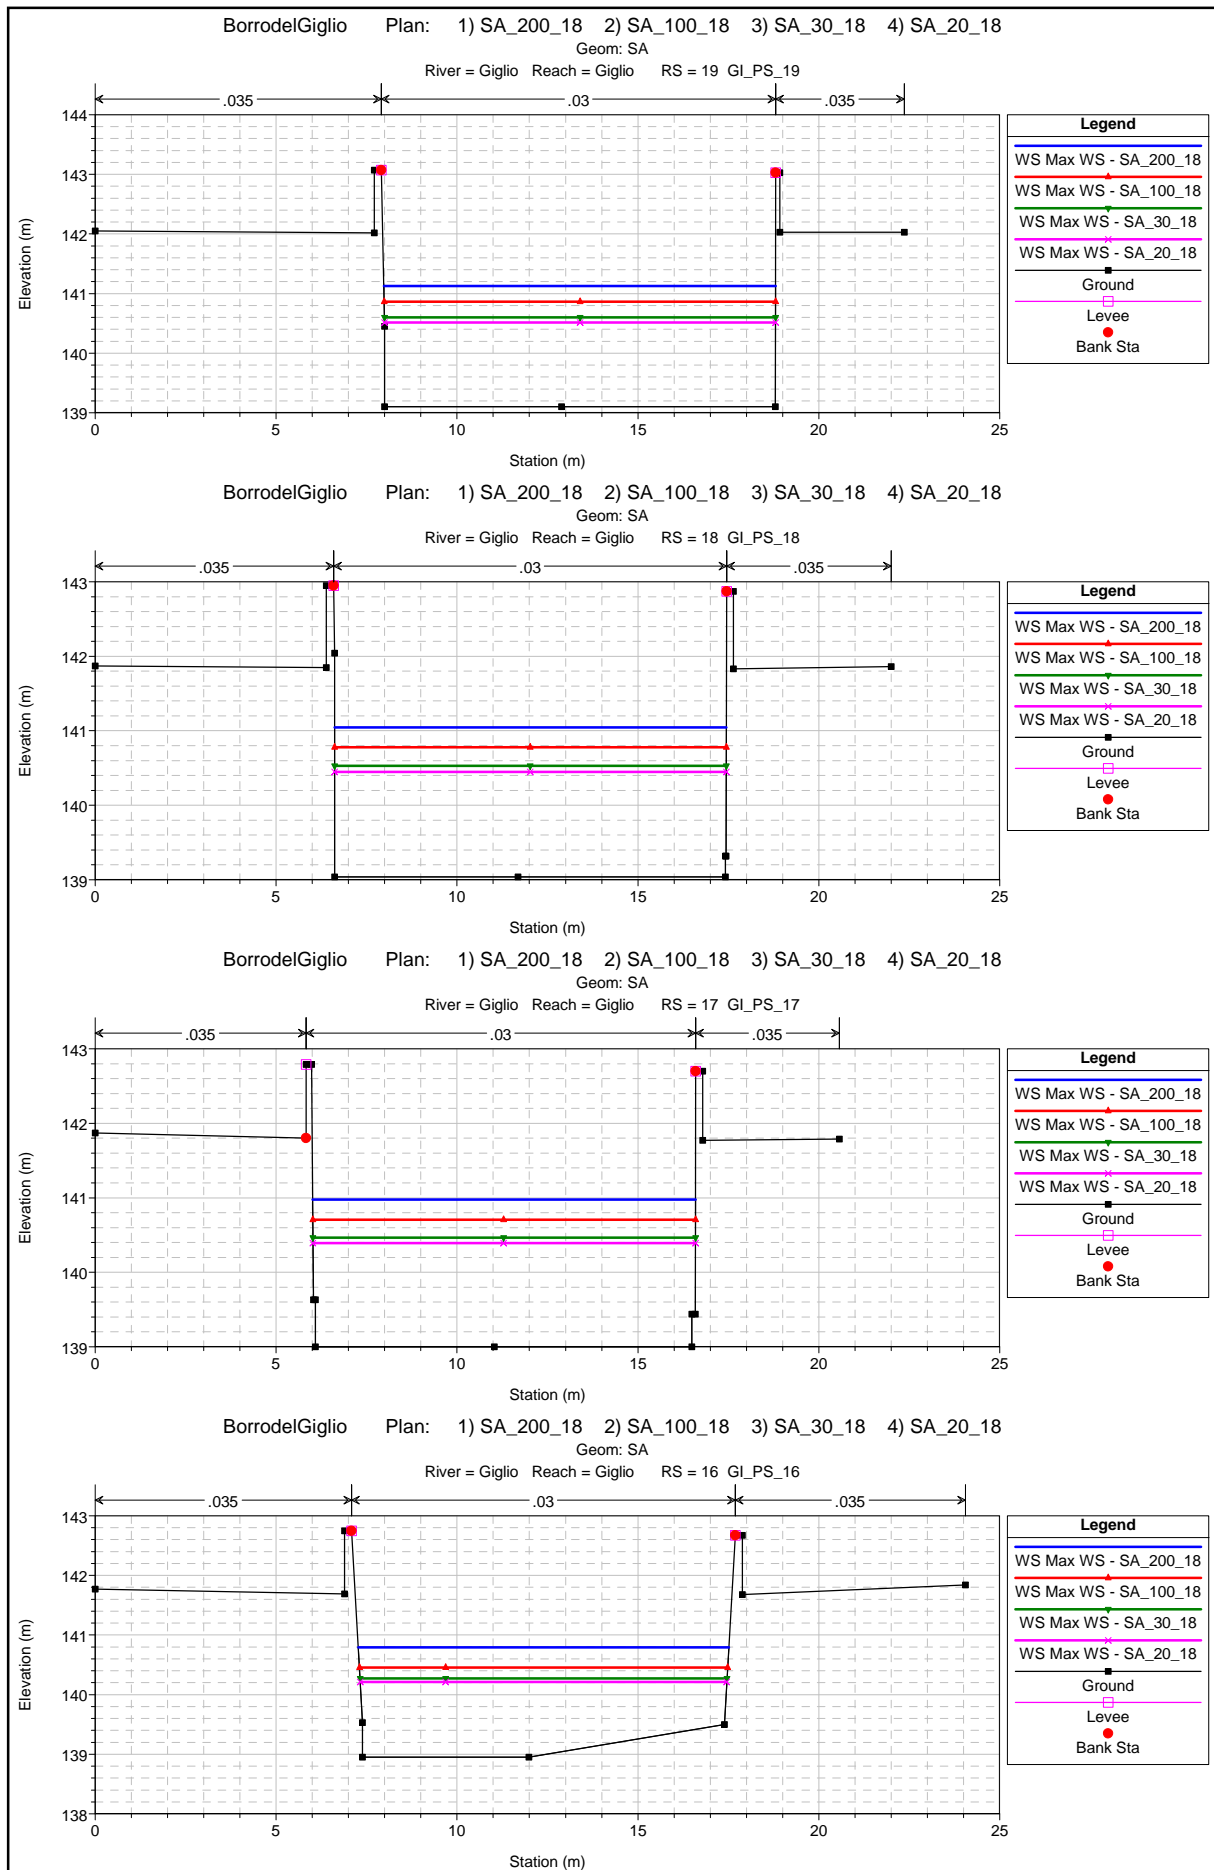 BorrodelGiglio Plan: 1) SA_200_18 2) SA_100_18 3) SA_30_18 4) SA_20_18
Geom: SA
River = Giglio Reach = Giglio RS = 19 GI_PS_19
.035 .03 .035
144
143
142
141
140
139
Elevation (m)
0 5 10 15 20 25
Station (m)
Legend
WS Max WS - SA_200_18
WS Max WS - SA_100_18
WS Max WS - SA_30_18
WS Max WS - SA_20_18
Ground
Levee
Bank Sta
BorrodelGiglio Plan: 1) SA_200_18 2) SA_100_18 3) SA_30_18 4) SA_20_18
Geom: SA
River = Giglio Reach = Giglio RS = 18 GI_PS_18
.035 .03 .035
143
142
141
140
139
Elevation (m)
0 5 10 15 20 25
Station (m)
Legend
WS Max WS - SA_200_18
WS Max WS - SA_100_18
WS Max WS - SA_30_18
WS Max WS - SA_20_18
Ground
Levee
Bank Sta
BorrodelGiglio Plan: 1) SA_200_18 2) SA_100_18 3) SA_30_18 4) SA_20_18
Geom: SA
River = Giglio Reach = Giglio RS = 17 GI_PS_17
.035 .03 .035
143
142
141
140
139
Elevation (m)
0 5 10 15 20 25
Station (m)
Legend
WS Max WS - SA_200_18
WS Max WS - SA_100_18
WS Max WS - SA_30_18
WS Max WS - SA_20_18
Ground
Levee
Bank Sta
BorrodelGiglio Plan: 1) SA_200_18 2) SA_100_18 3) SA_30_18 4) SA_20_18
Geom: SA
River = Giglio Reach = Giglio RS = 16 GI_PS_16
.035 .03 .035
143
142
141
140
139
138
Elevation (m)
0 5 10 15 20 25
Station (m)
Legend
WS Max WS - SA_200_18
WS Max WS - SA_100_18
WS Max WS - SA_30_18
WS Max WS - SA_20_18
Ground
Levee
Bank Sta